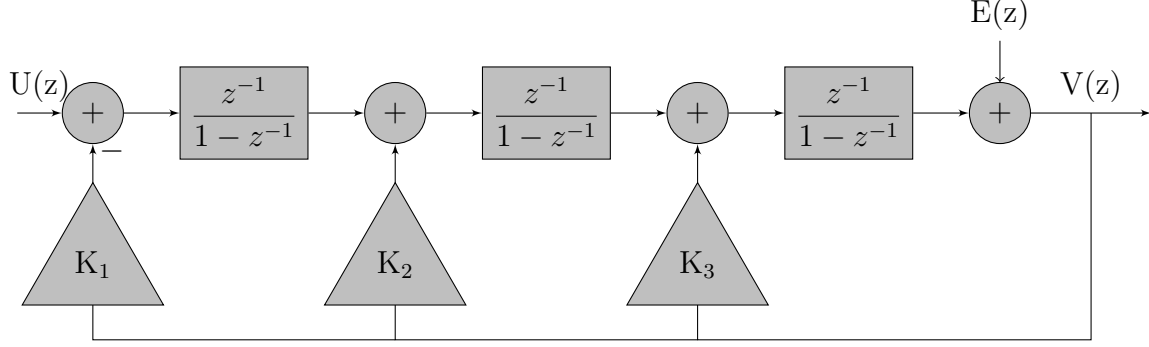 E(z)
U(z) + z⁻¹ / 1 − z⁻¹ + z⁻¹ / 1 − z⁻¹ + z⁻¹ / 1 − z⁻¹ + V(z)
−
K₁ K₂ K₃